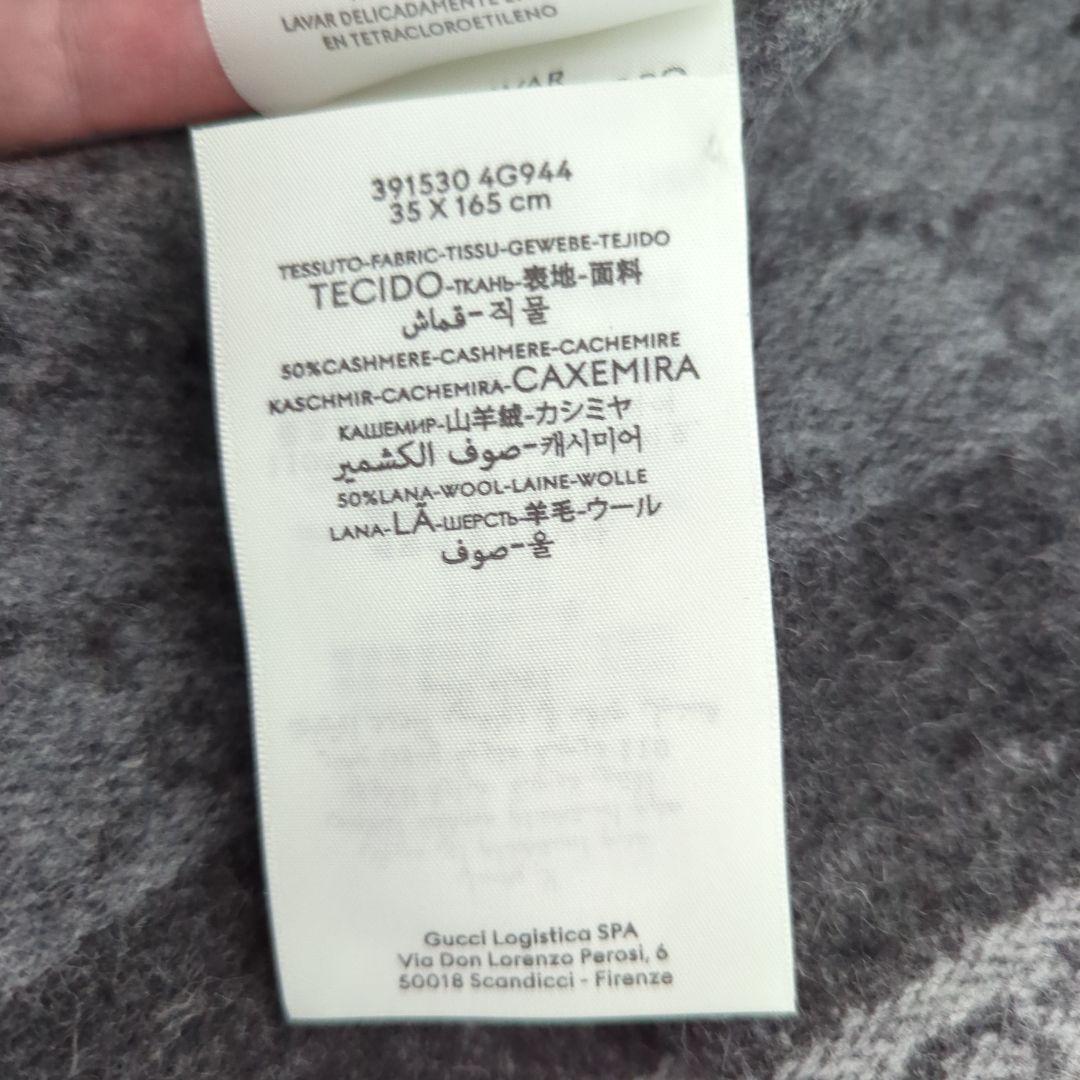 LAVAR DELICADAMENTE
EN TETRACLOROETILENO
391530 4G944
35 X 165 cm
TESSUTO-FABRIC-TISSU-GEWEBE-TEJIDO
TECIDO-ТКАНЬ-表地-面料
قماش-직물
50%CASHMERE-CASHMERE-CACHEMIRE
KASCHMIR-CACHEMIRA-CAXEMIRA
КАШЕМИР-山羊絨-カシミヤ
صوف الكشمير-캐시미어
50%LANA-WOOL-LAINE-WOLLE
LANA-LÃ-ШЕРСТЬ-羊毛-ウール
صوف-울
Gucci Logistica SPA
Via Don Lorenzo Perosi, 6
50018 Scandicci - Firenze